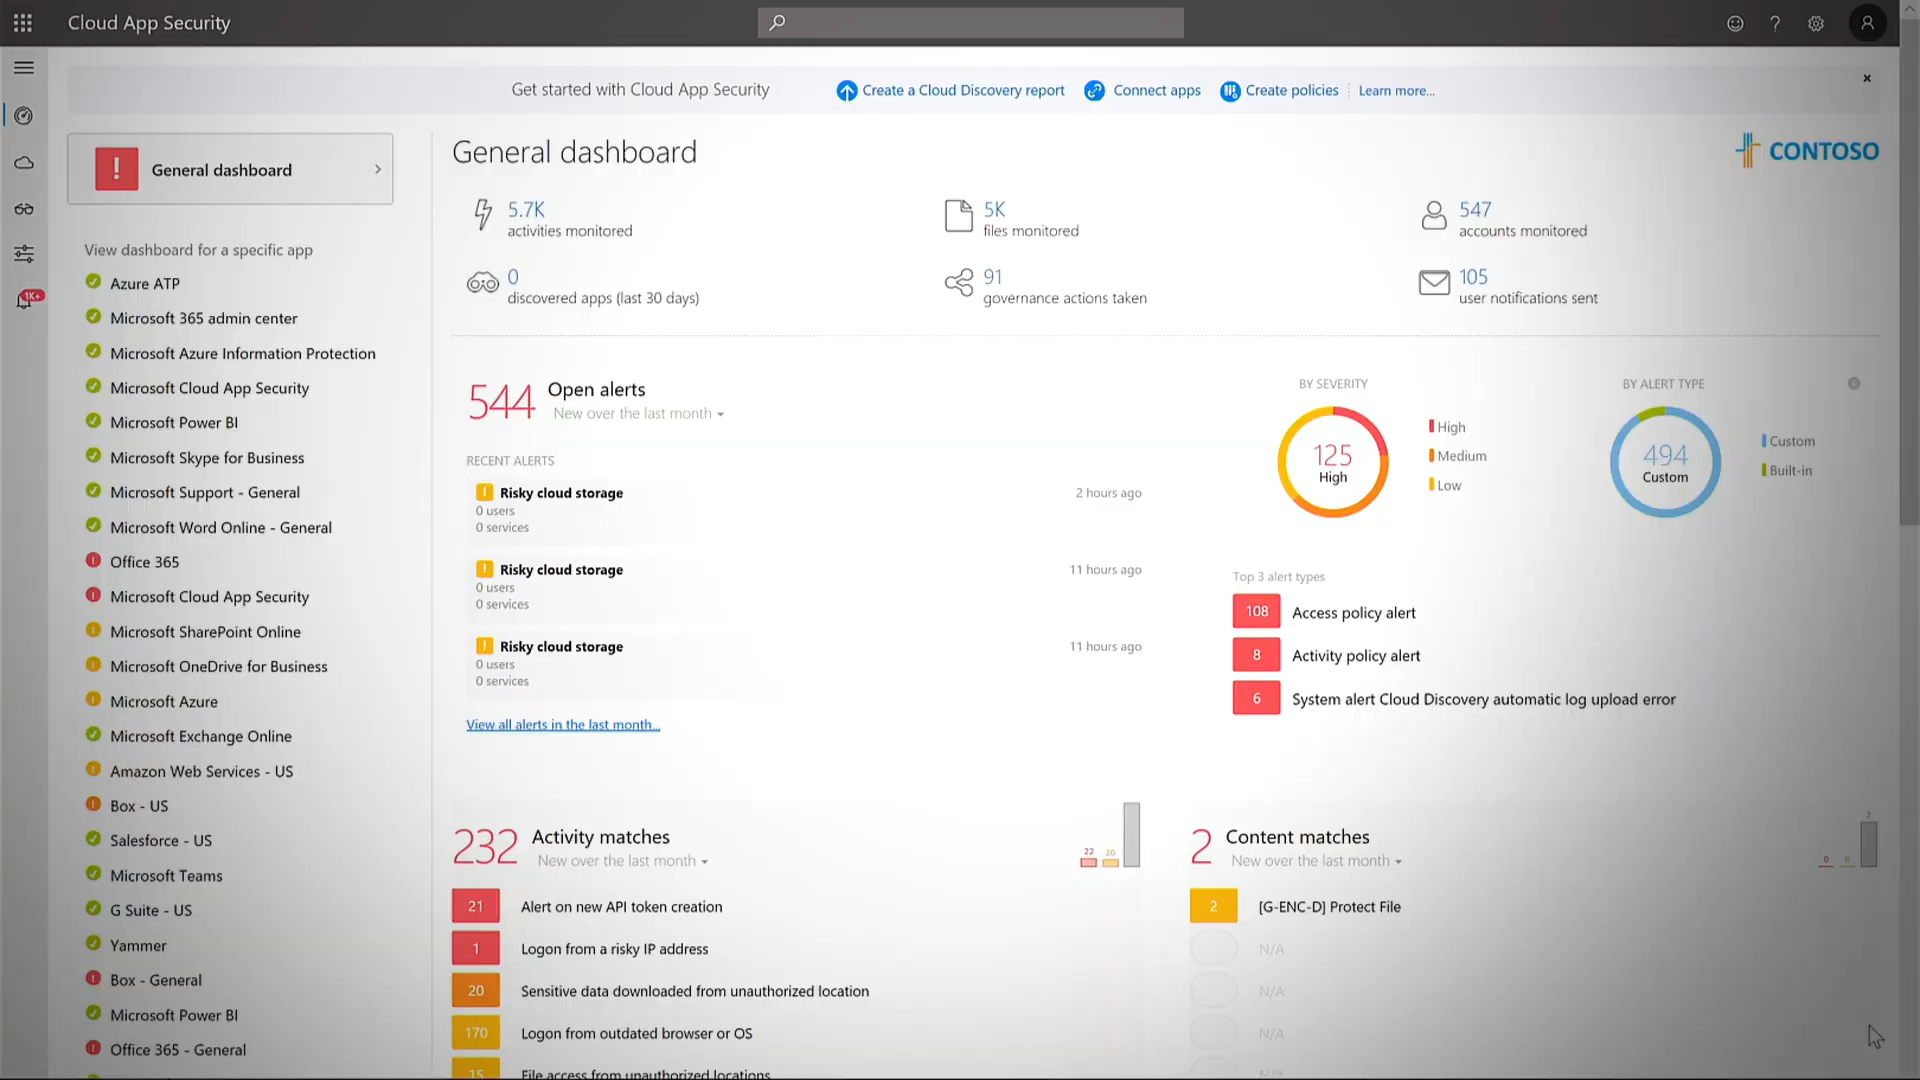 Cloud App Security
Get started with Cloud App Security
Create a Cloud Discovery report
Connect apps
Create policies
Learn more...
General dashboard
View dashboard for a specific app
Azure ATP
Microsoft 365 admin center
Microsoft Azure Information Protection
Microsoft Cloud App Security
Microsoft Power BI
Microsoft Skype for Business
Microsoft Support - General
Microsoft Word Online - General
Office 365
Microsoft Cloud App Security
Microsoft SharePoint Online
Microsoft OneDrive for Business
Microsoft Azure
Microsoft Exchange Online
Amazon Web Services - US
Box - US
Salesforce - US
Microsoft Teams
G Suite - US
Yammer
Box - General
Microsoft Power BI
Office 365 - General
1K+
General dashboard
CONTOSO
5.7K
activities monitored
5K
files monitored
547
accounts monitored
0
discovered apps (last 30 days)
91
governance actions taken
105
user notifications sent
544
Open alerts
New over the last month
RECENT ALERTS
Risky cloud storage
2 hours ago
0 users
0 services
Risky cloud storage
11 hours ago
0 users
0 services
Risky cloud storage
11 hours ago
0 users
0 services
View all alerts in the last month...
BY SEVERITY
125
High
High
Medium
Low
BY ALERT TYPE
494
Custom
Custom
Built-in
Top 3 alert types
108 Access policy alert
8 Activity policy alert
6 System alert Cloud Discovery automatic log upload error
232
Activity matches
New over the last month
22
20
21 Alert on new API token creation
1 Logon from a risky IP address
20 Sensitive data downloaded from unauthorized location
170 Logon from outdated browser or OS
15 File access from unauthorized locations
2
Content matches
New over the last month
0
0
2
2 [G-ENC-D] Protect File
N/A
N/A
N/A
N/A